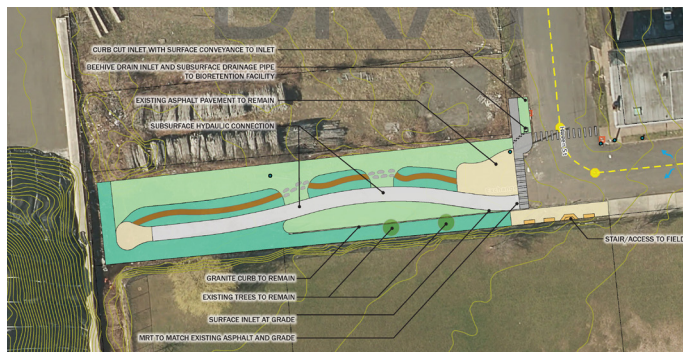 DRA
CURB CUT INLET WITH SURFACE CONVEYANCE TO INLET
BEEHIVE DRAIN INLET AND SUBSURFACE DRAINAGE PIPE
TO BIORETENTION FACILITY
EXISTING ASPHALT PAVEMENT TO REMAIN
SUBSURFACE HYDAULIC CONNECTION
STAIR/ACCESS TO FIELD
GRANITE CURB TO REMAIN
EXISTING TREES TO REMAIN
SURFACE INLET AT GRADE
MRT TO MATCH EXISTING ASPHALT AND GRADE